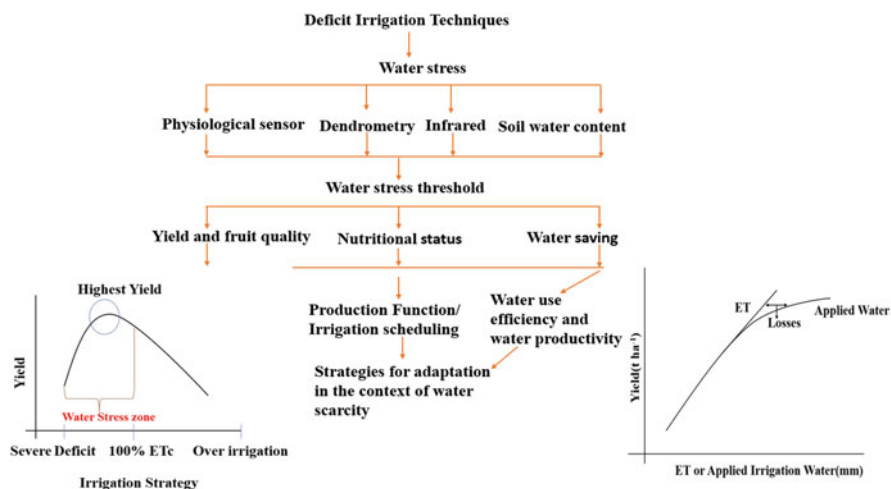 Deficit Irrigation Techniques
Water stress
Physiological sensor
Dendrometry
Infrared
Soil water content
Water stress threshold
Yield and fruit quality
Nutritional status
Water saving
Production Function/
Irrigation scheduling
Water use
efficiency and
water productivity
Strategies for adaptation
in the context of water
scarcity
Highest Yield
Yield
Water Stress zone
Severe Deficit
100% ETc
Over irrigation
Irrigation Strategy
Yield(t ha⁻¹)
ET
Losses
Applied Water
ET or Applied Irrigation Water(mm)